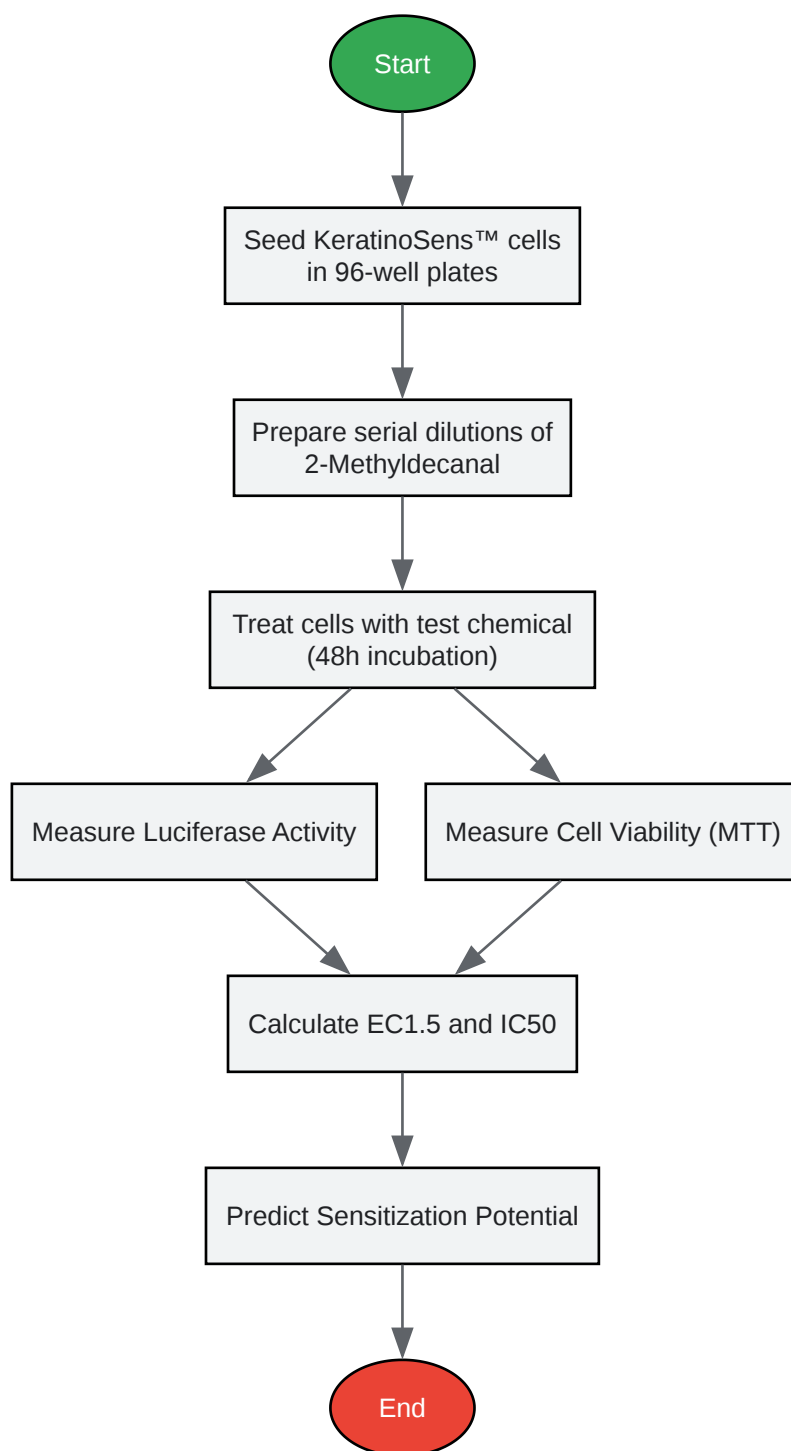 Start
Seed KeratinoSens™ cells
in 96-well plates
Prepare serial dilutions of
2-Methyldecanal
Treat cells with test chemical
(48h incubation)
Measure Luciferase Activity
Measure Cell Viability (MTT)
Calculate EC1.5 and IC50
Predict Sensitization Potential
End